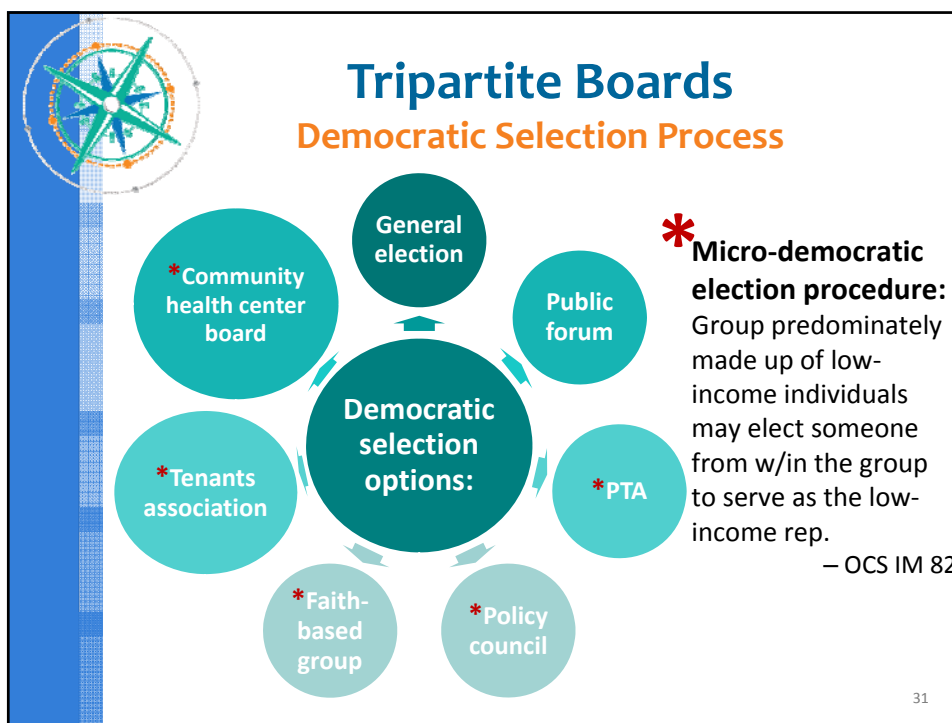 Tripartite Boards
Democratic Selection Process
General
election
Public
forum
*PTA
*Policy
council
*Faith-
based
group
*Tenants
association
*Community
health center
board
Democratic
selection
options:
*Micro-democratic
election procedure:
Group predominately
made up of low-
income individuals
may elect someone
from w/in the group
to serve as the low-
income rep.
– OCS IM 82
31